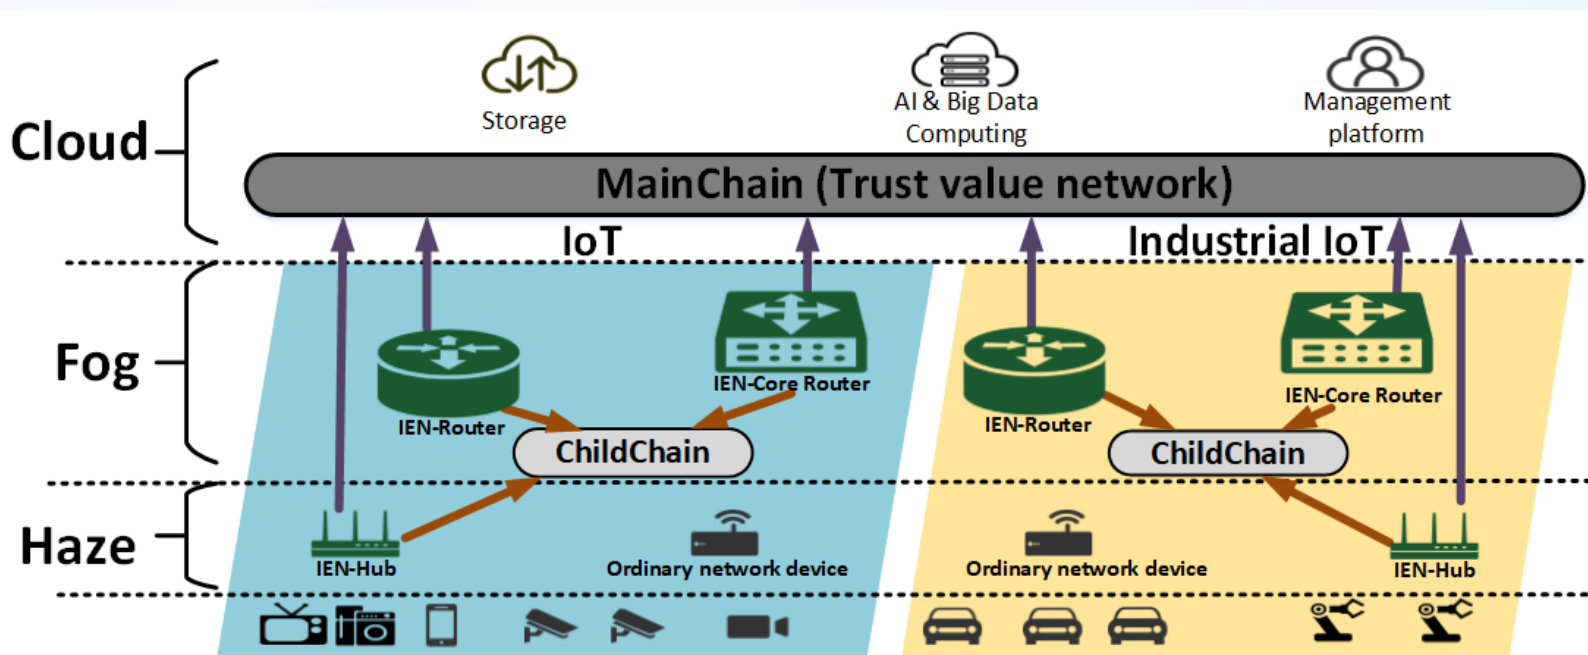 Storage
AI & Big Data
Computing
Management
platform
Cloud
MainChain (Trust value network)
IoT
Industrial IoT
Fog
IEN-Core Router
IEN-Router
ChildChain
IEN-Core Router
IEN-Router
ChildChain
Haze
IEN-Hub
Ordinary network device
Ordinary network device
IEN-Hub